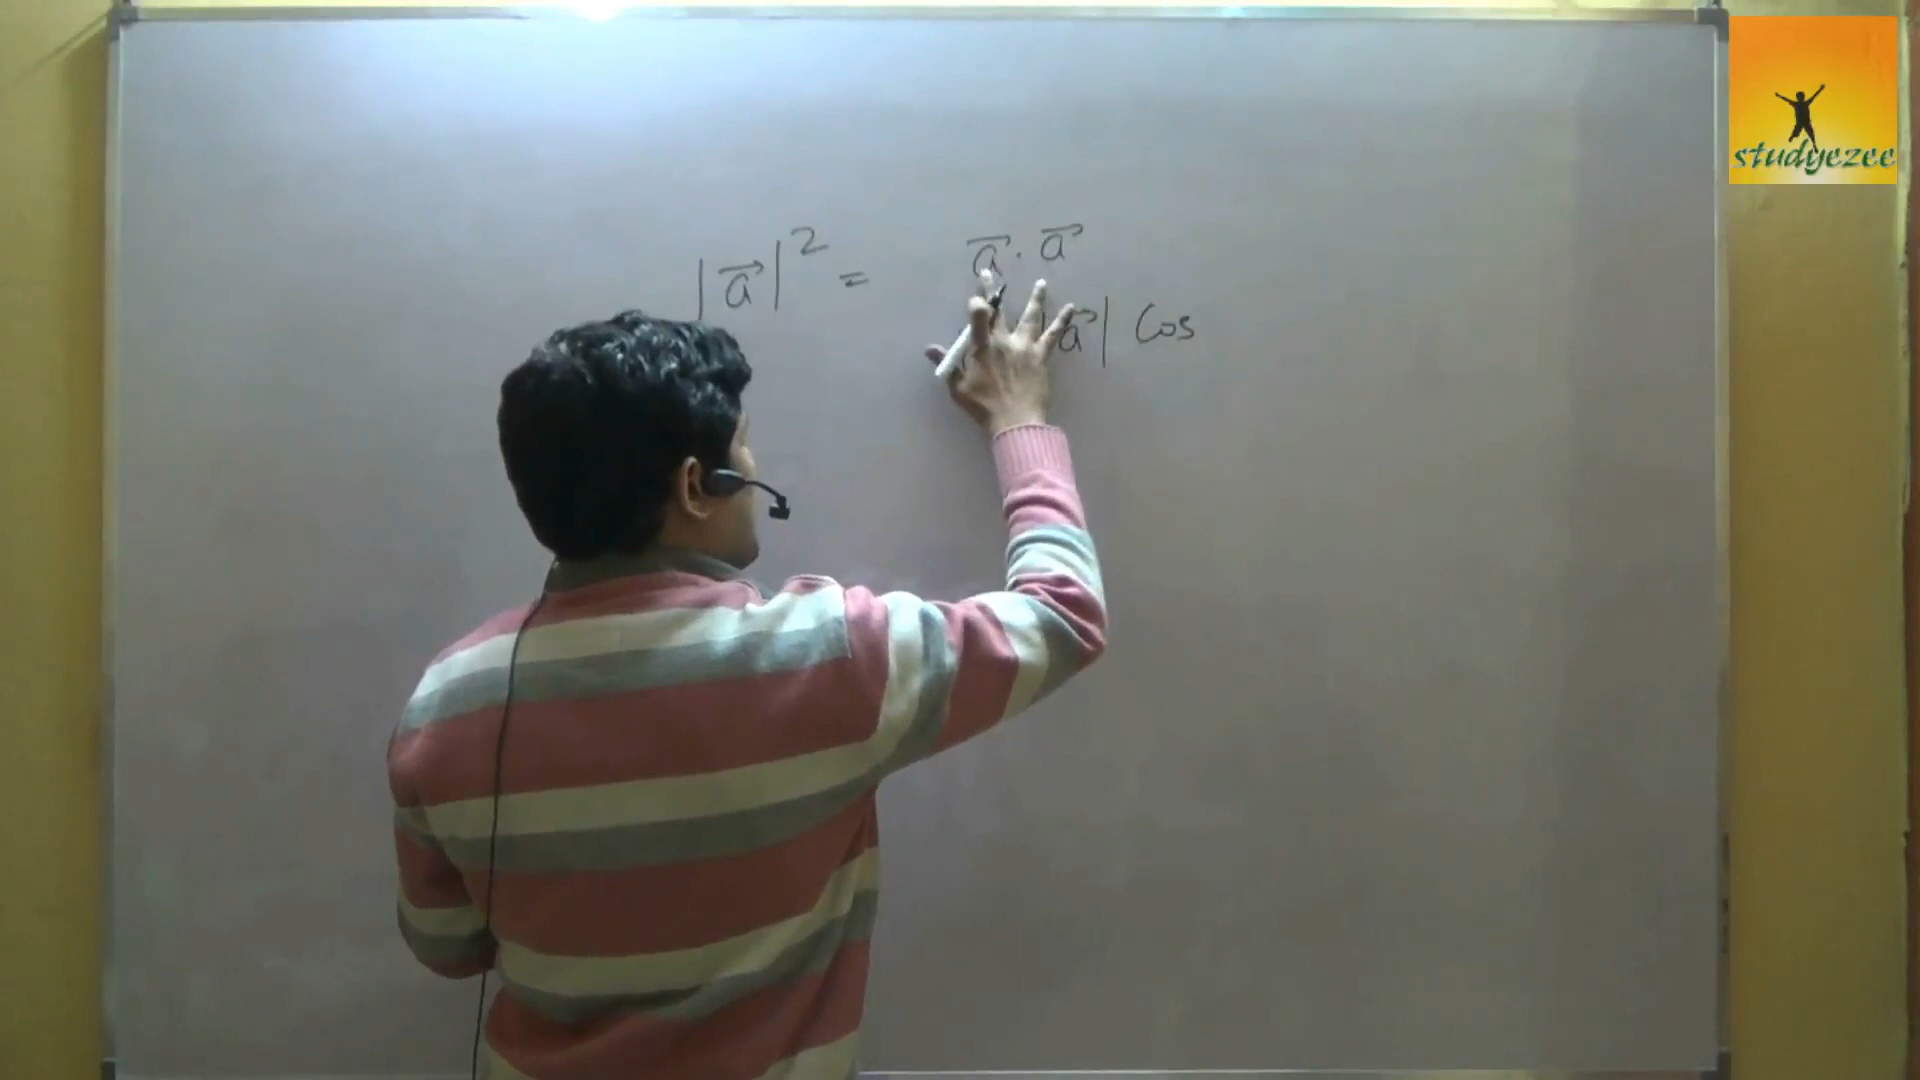 |a⃗|² = a⃗ · a⃗
|a⃗| Cos
studyezee